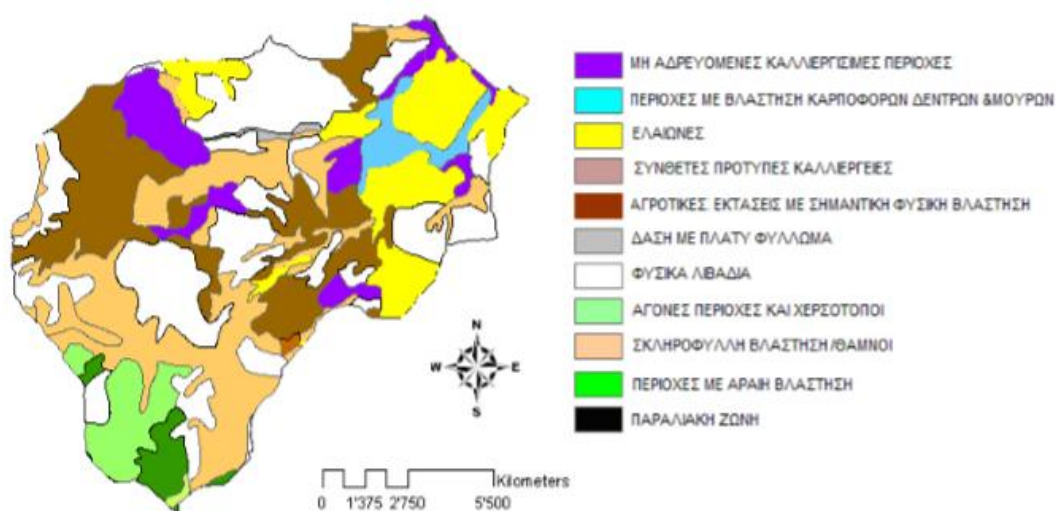 ΜΗ ΑΔΡΕΥΟΜΕΝΕΣ ΚΑΛΛΙΕΡΓΙΣΙΜΕΣ ΠΕΡΙΟΧΕΣ
ΠΕΡΙΟΧΕΣ ΜΕ ΒΛΑΣΤΗΣΗ ΚΑΡΠΟΦΟΡΩΝ ΔΕΝΤΡΩΝ &ΜΟΥΡΩΝ
ΕΛΑΙΩΝΕΣ
ΣΥΝΘΕΤΕΣ ΠΡΟΤΥΠΕΣ ΚΑΛΛΙΕΡΓΕΙΕΣ
ΑΓΡΟΤΙΚΕΣ ΕΚΤΑΣΕΙΣ ΜΕ ΣΗΜΑΝΤΙΚΗ ΦΥΣΙΚΗ ΒΛΑΣΤΗΣΗ
ΔΑΣΗ ΜΕ ΠΛΑΤΥ ΦΥΛΛΩΜΑ
ΦΥΣΙΚΑ ΛΙΒΑΔΙΑ
ΑΓΟΝΕΣ ΠΕΡΙΟΧΕΣ ΚΑΙ ΧΕΡΣΟΤΟΠΟΙ
ΣΚΛΗΡΟΦΥΛΛΗ ΒΛΑΣΤΗΣΗ /ΘΑΜΝΟΙ
ΠΕΡΙΟΧΕΣ ΜΕ ΑΡΑΙΗ ΒΛΑΣΤΗΣΗ
ΠΑΡΑΛΙΑΚΗ ΖΩΝΗ
N
W E
S
Kilometers
0 1'375 2'750 5'500